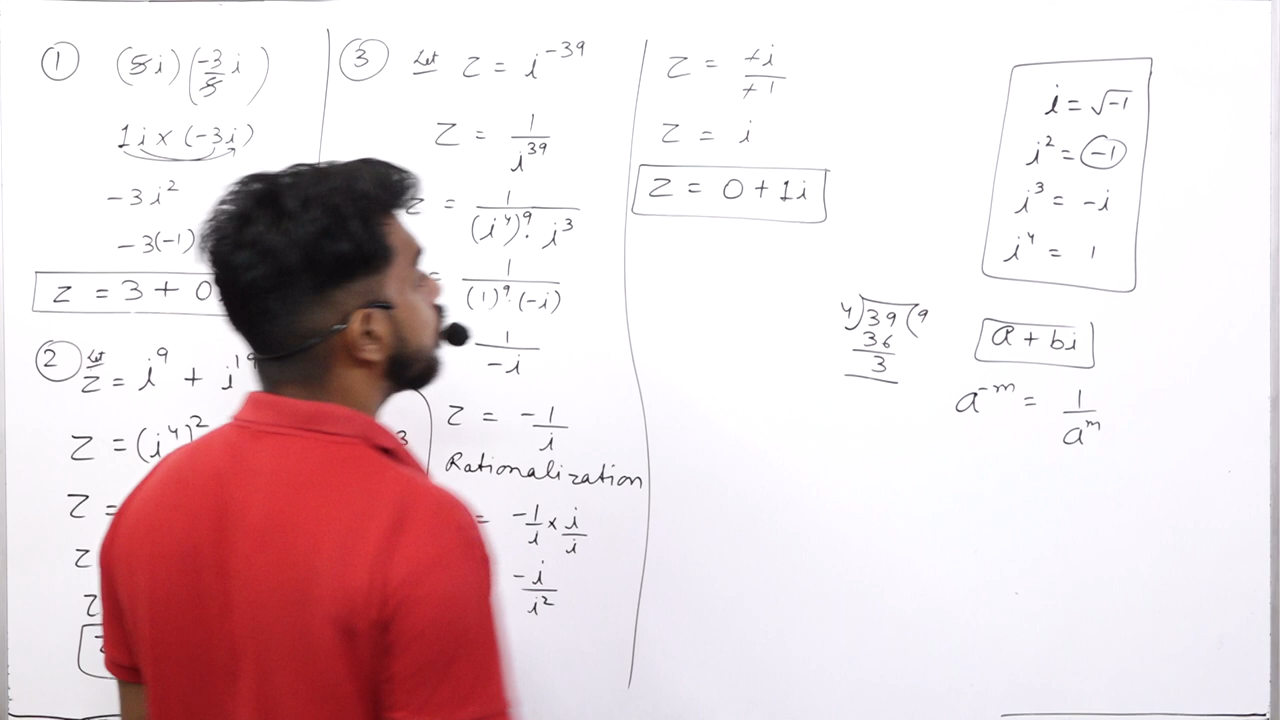 ① (5i)(-3/5 i)
1i × (-3i)
-3i²
-3(-1)
z = 3 + 0
② Let z = i⁹ + i¹⁹
z = (i⁴)²
z =
z
z
③ Let z = i⁻³⁹
z = 1/i³⁹
z = 1/(i⁴)⁹. i³
= 1/(1)⁹.(-i)
1/-i
3
z = -1/i
Rationalization
= -1/i × i/i
-i/i²
z = +i/+1
z = i
z = 0 + 1i
4)39(9
36
3
i = √-1
i² = -1
i³ = -i
i⁴ = 1
a + bi
a⁻ᵐ = 1/aᵐ